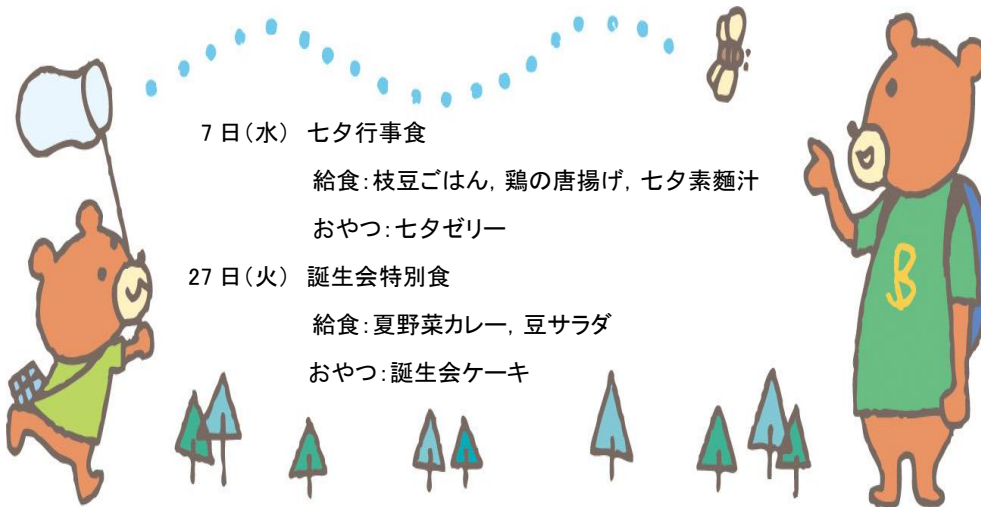 7日(水) 七夕行事食
給食:枝豆ごはん, 鶏の唐揚げ, 七夕素麵汁
おやつ:七夕ゼリー
27日(火) 誕生会特別食
給食:夏野菜カレー, 豆サラダ
おやつ:誕生会ケーキ
B